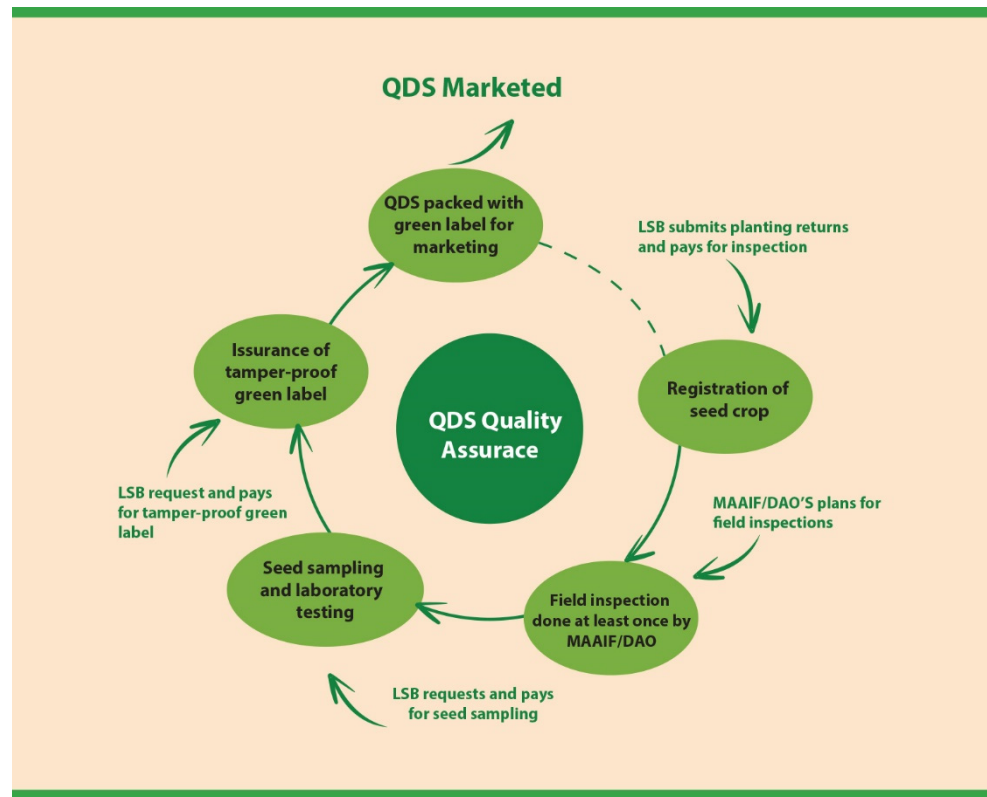 QDS Marketed
QDS packed with
green label for
marketing
LSB submits planting returns
and pays for inspection
Registration of
seed crop
MAAIF/DAO'S plans for
field inspections
Field inspection
done at least once by
MAAIF/DAO
LSB requests and pays
for seed sampling
Seed sampling
and laboratory
testing
LSB request and pays
for tamper-proof green
label
Issurance of
tamper-proof
green label
QDS Quality
Assurace